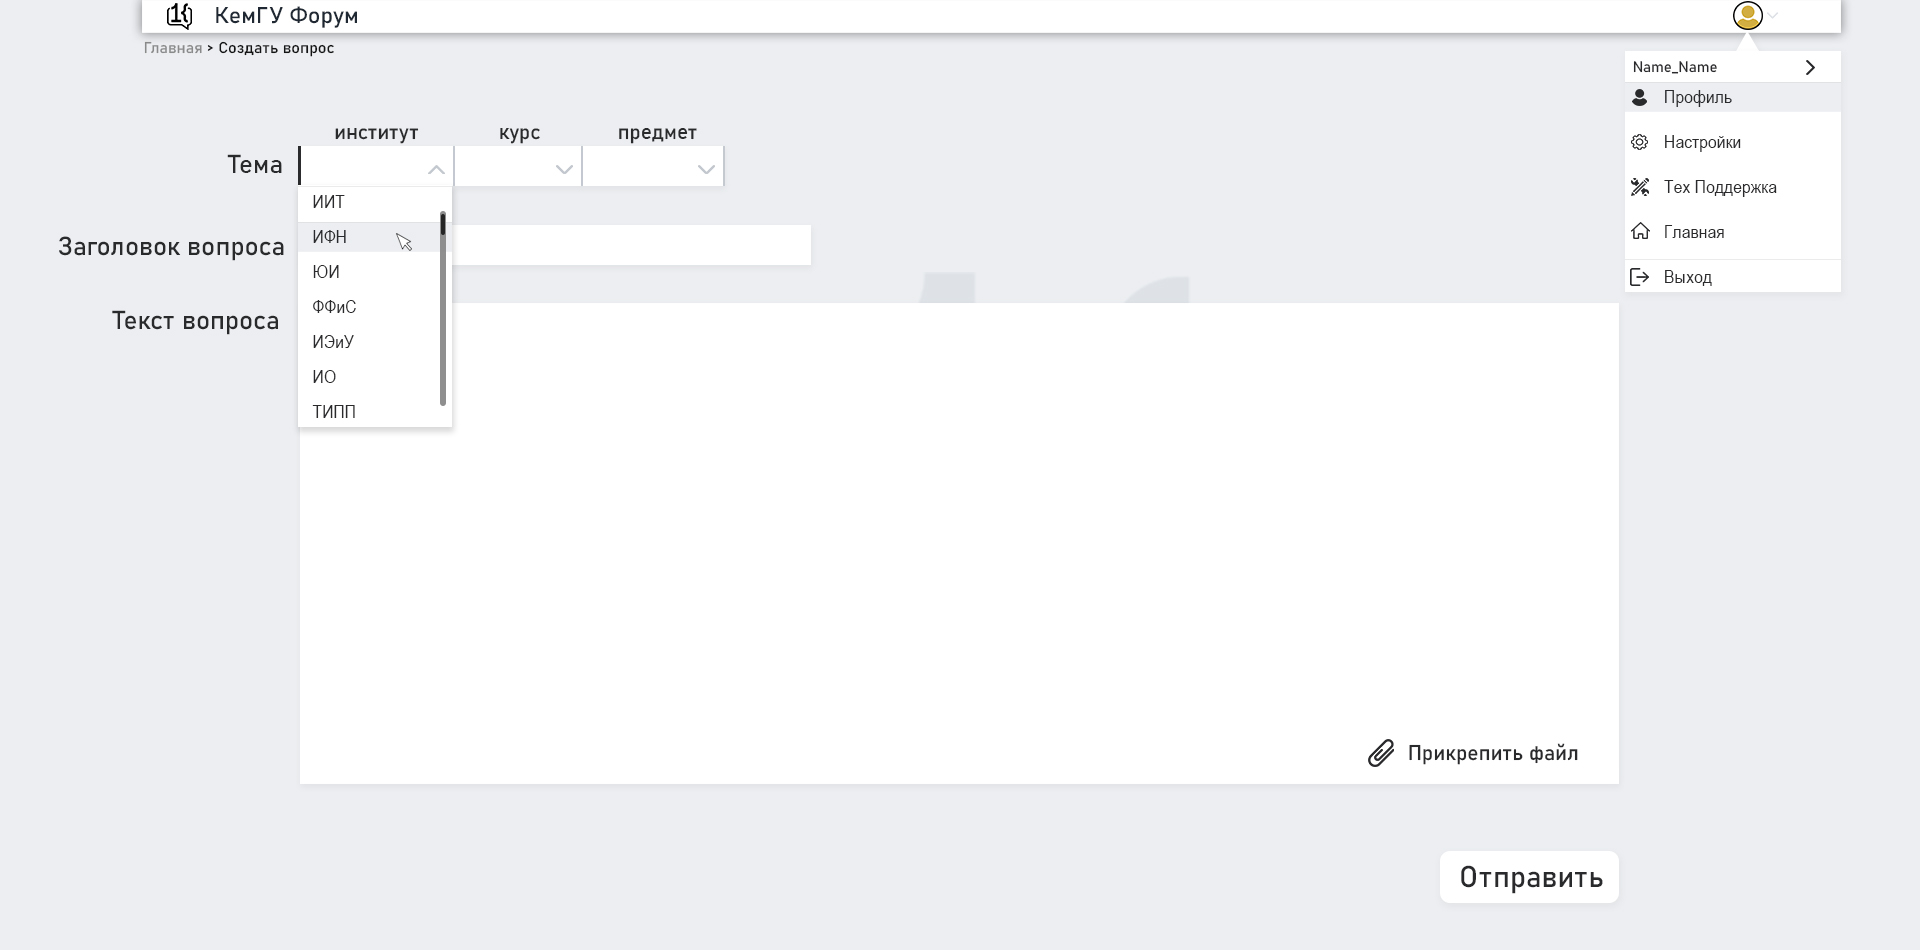 КемГУ Форум
Главная > Создать вопрос
Name_Name
Профиль
Настройки
Тех Поддержка
Главная
Выход
институт курс предмет
Тема
ИИТ
ИФН
ЮИ
ФФиС
ИЭиУ
ИО
ТИПП
Заголовок вопроса
Текст вопроса
Прикрепить файл
Отправить